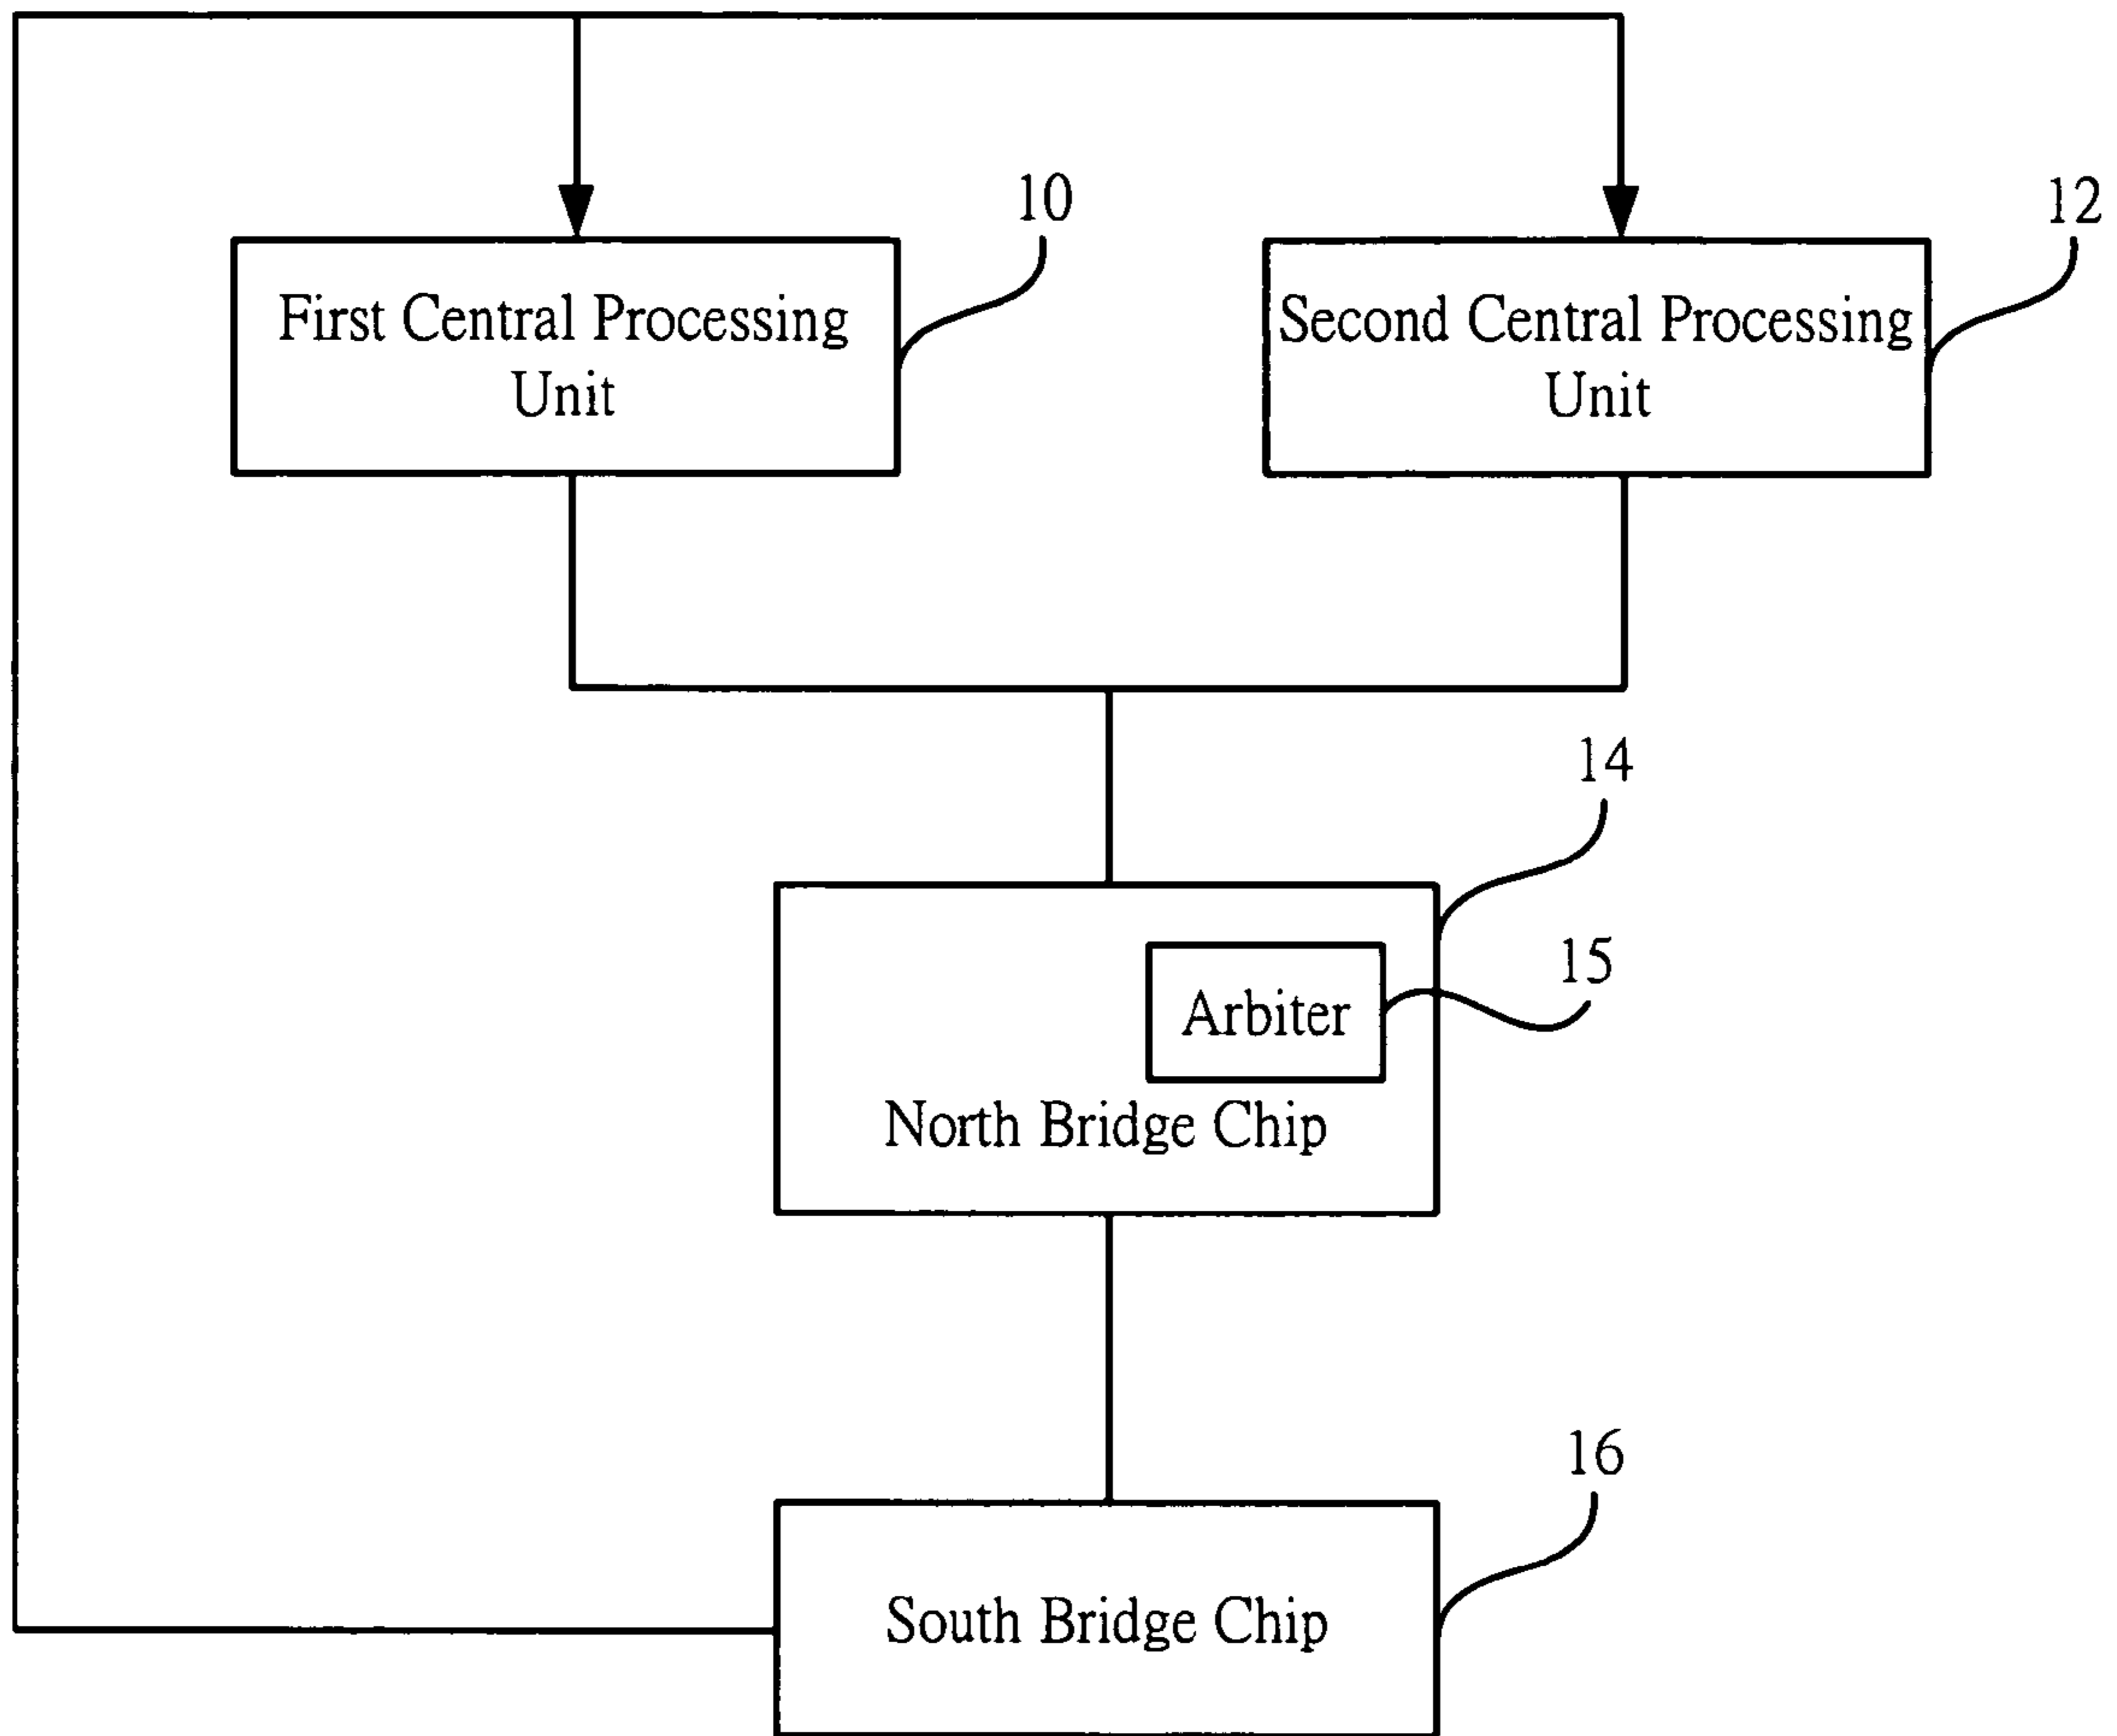 10
12
First Central Processing
Unit
Second Central Processing
Unit
14
15
Arbiter
North Bridge Chip
16
South Bridge Chip